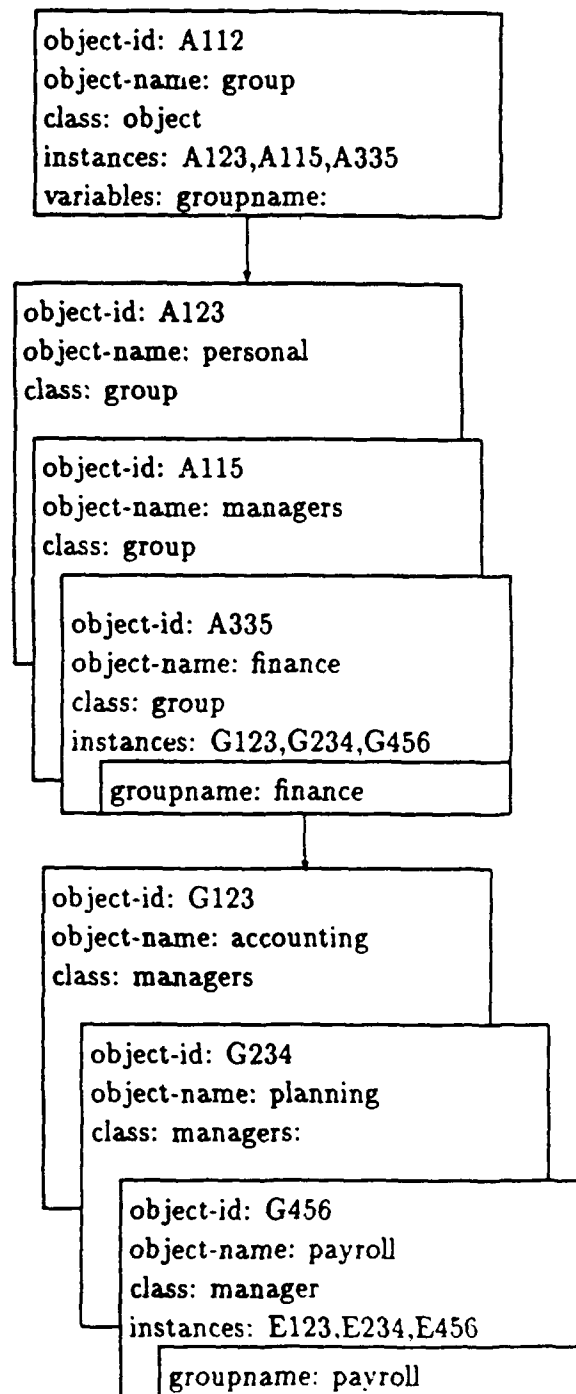 object-id: A112
object-name: group
class: object
instances: A123,A115,A335
variables: groupname:
object-id: A123
object-name: personal
class: group
object-id: A115
object-name: managers
class: group
object-id: A335
object-name: finance
class: group
instances: G123,G234,G456
groupname: finance
object-id: G123
object-name: accounting
class: managers
object-id: G234
object-name: planning
class: managers:
object-id: G456
object-name: payroll
class: manager
instances: E123,E234,E456
groupname: payroll